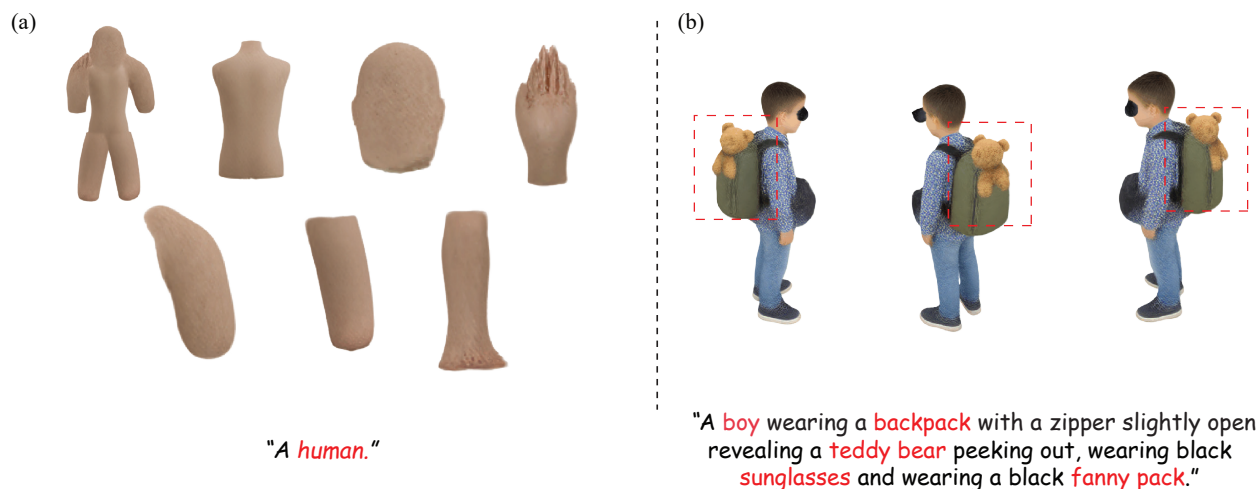 (a)
(b)
“A human.”
“A boy wearing a backpack with a zipper slightly open
revealing a teddy bear peeking out, wearing black
sunglasses and wearing a black fanny pack.”